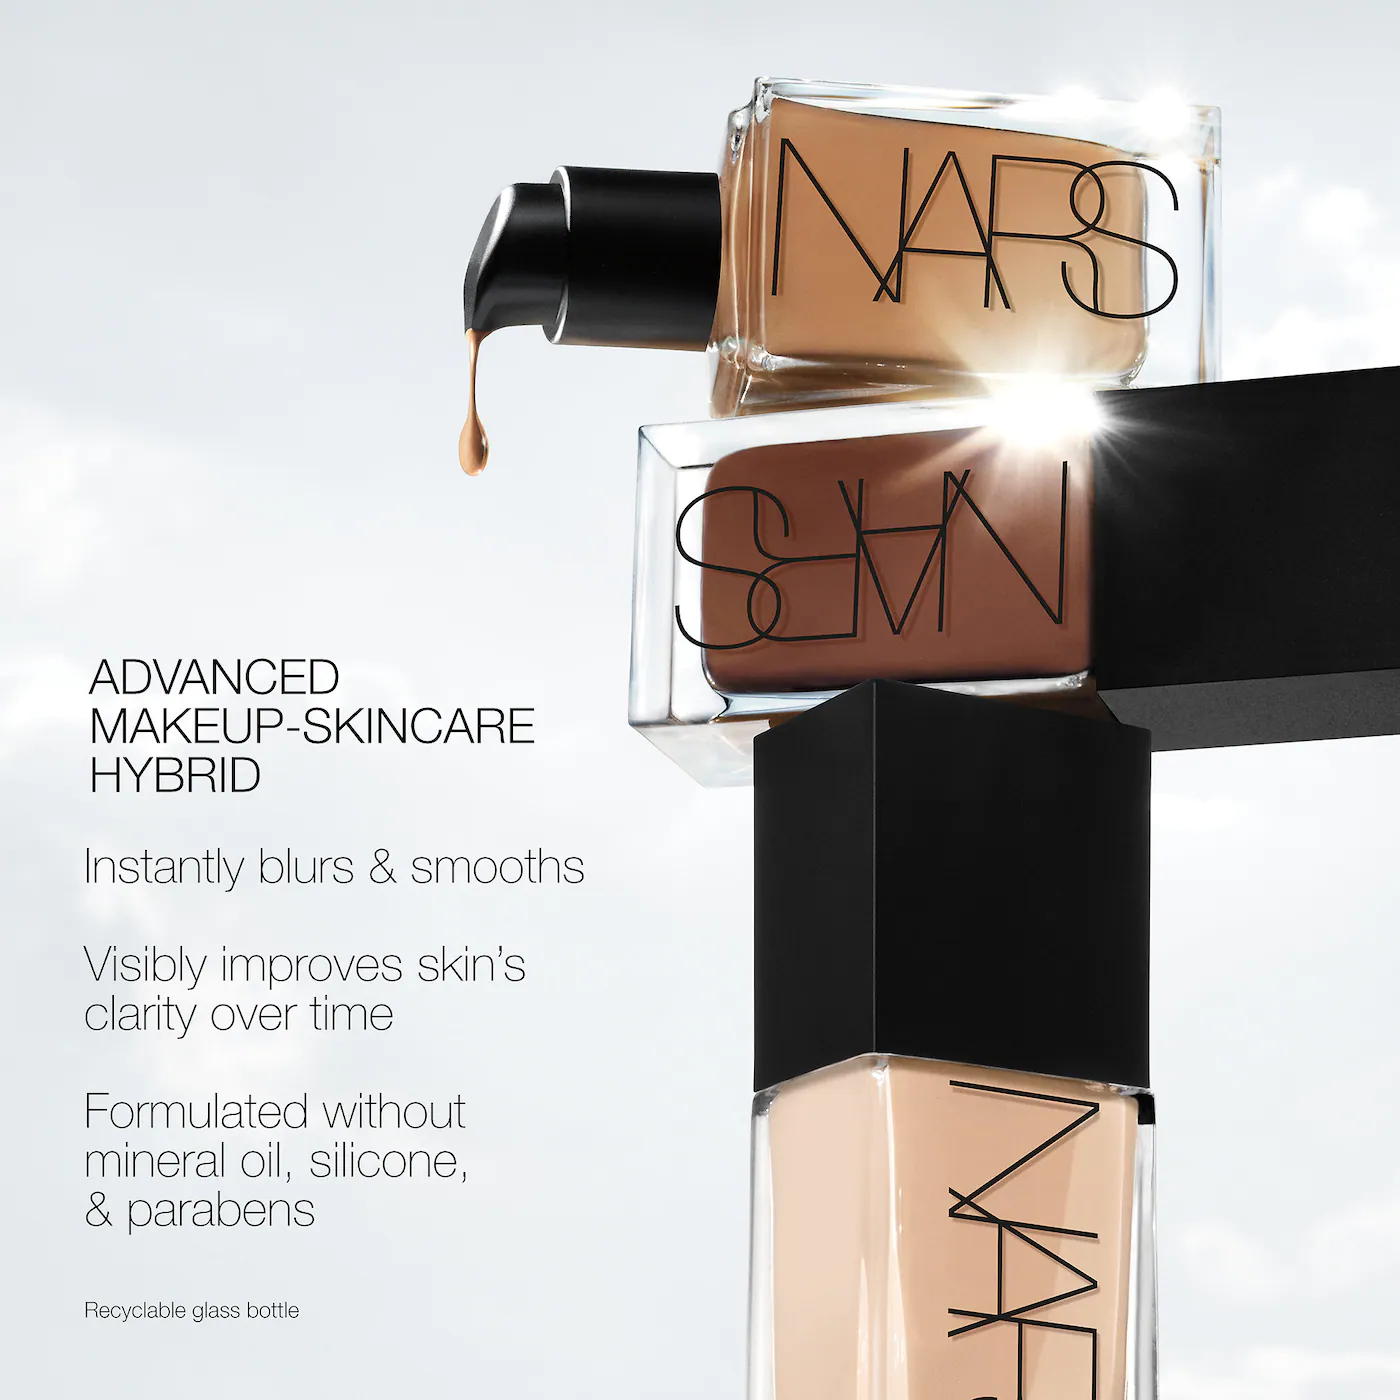 NARS
NARS
ADVANCED
MAKEUP-SKINCARE
HYBRID
Instantly blurs & smooths
Visibly improves skin's
clarity over time
Formulated without
mineral oil, silicone,
& parabens
Recyclable glass bottle
NARS